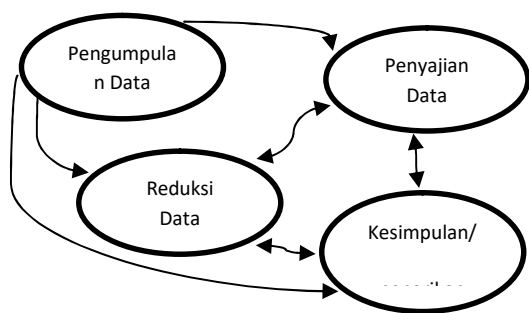 Pengumpula
n Data
Penyajian
Data
Reduksi
Data
Kesimpulan/